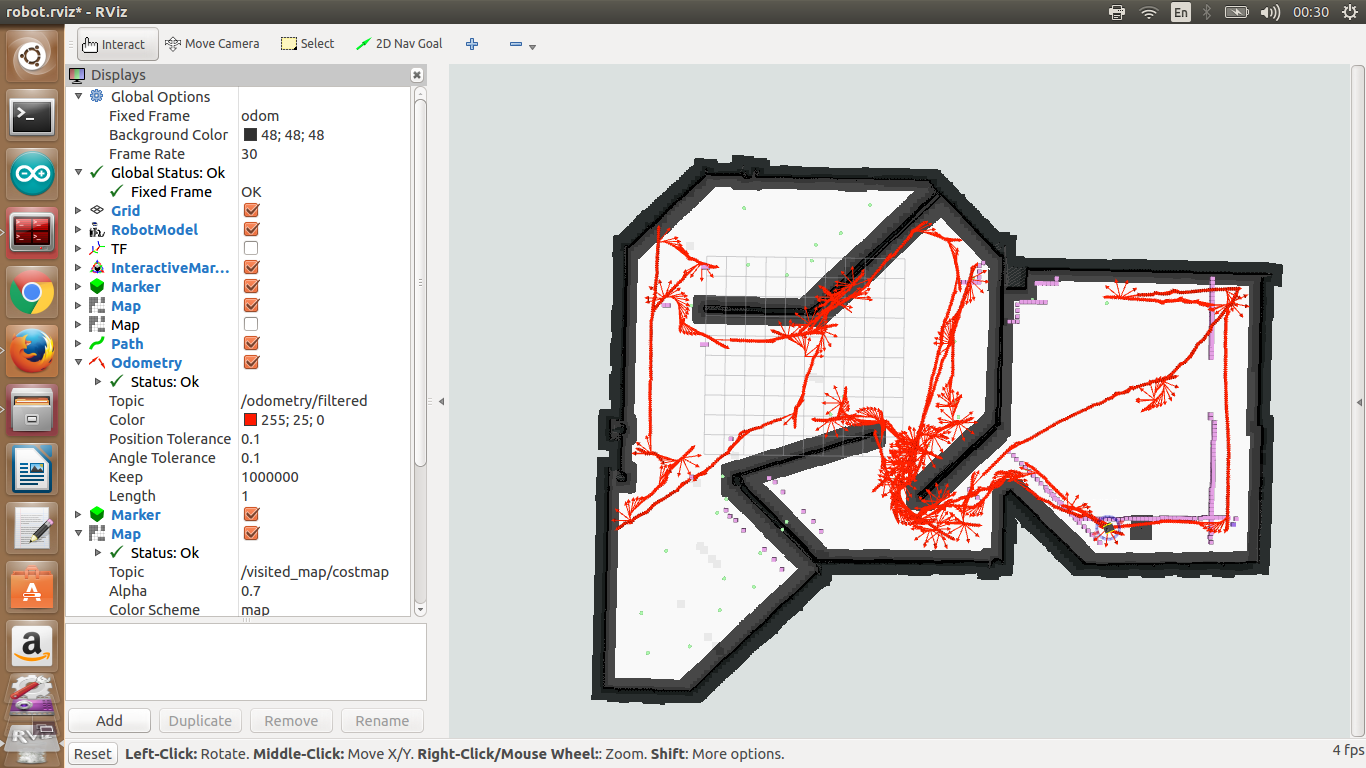 robot.rviz* - RViz
En
00:30
Interact
Move Camera
Select
2D Nav Goal
Displays
Global Options
Fixed Frame odom
Background Color 48; 48; 48
Frame Rate 30
Global Status: Ok
Fixed Frame OK
Grid
RobotModel
TF
InteractiveMar...
Marker
Map
Map
Path
Odometry
Status: Ok
Topic /odometry/filtered
Color 255; 25; 0
Position Tolerance 0.1
Angle Tolerance 0.1
Keep 1000000
Length 1
Marker
Map
Status: Ok
Topic /visited_map/costmap
Alpha 0.7
Color Scheme map
Add Duplicate Remove Rename
Reset Left-Click: Rotate. Middle-Click: Move X/Y. Right-Click/Mouse Wheel:: Zoom. Shift: More options. 4 fps